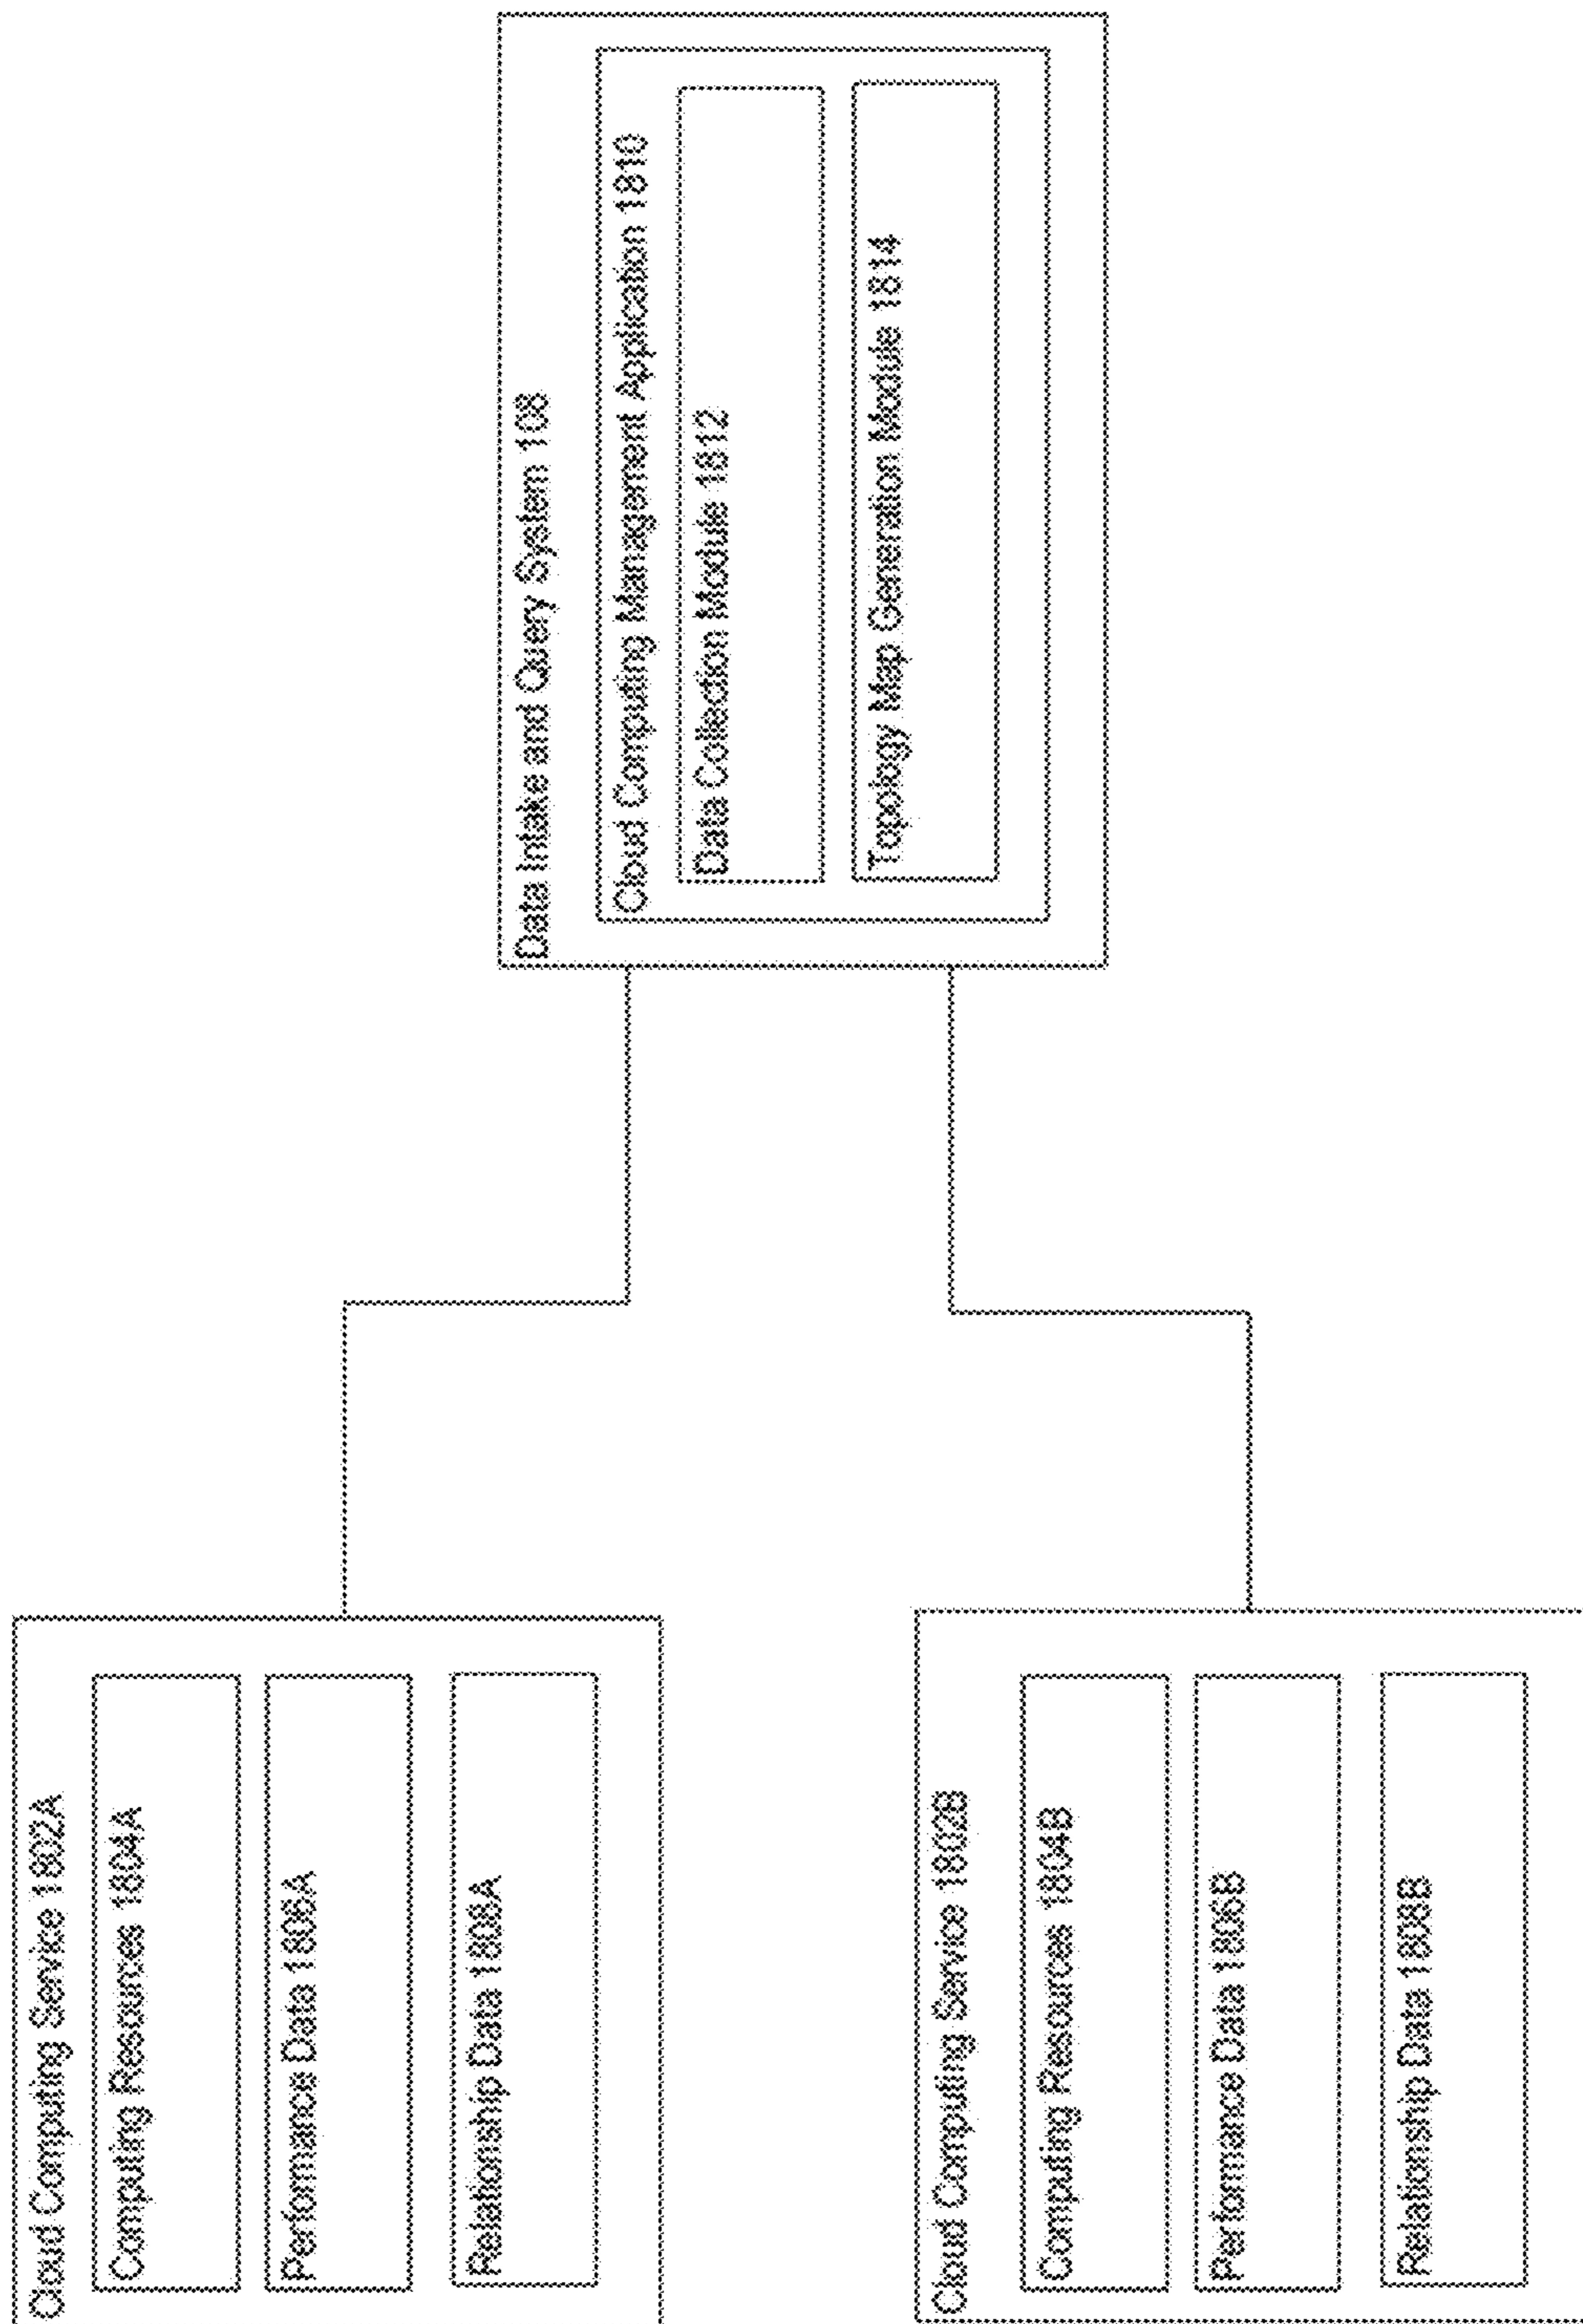 Cloud Computing Service 1802A
Computing Resources 1804A
Performance Data 1806A
Relationship Data 1808A
Cloud Computing Service 1802B
Computing Resources 1804B
Performance Data 1806B
Relationship Data 1808B
Data Intake and Query System 108
Cloud Computing Management Application 1810
Data Collection Module 1812
Topology Map Generation Module 1814